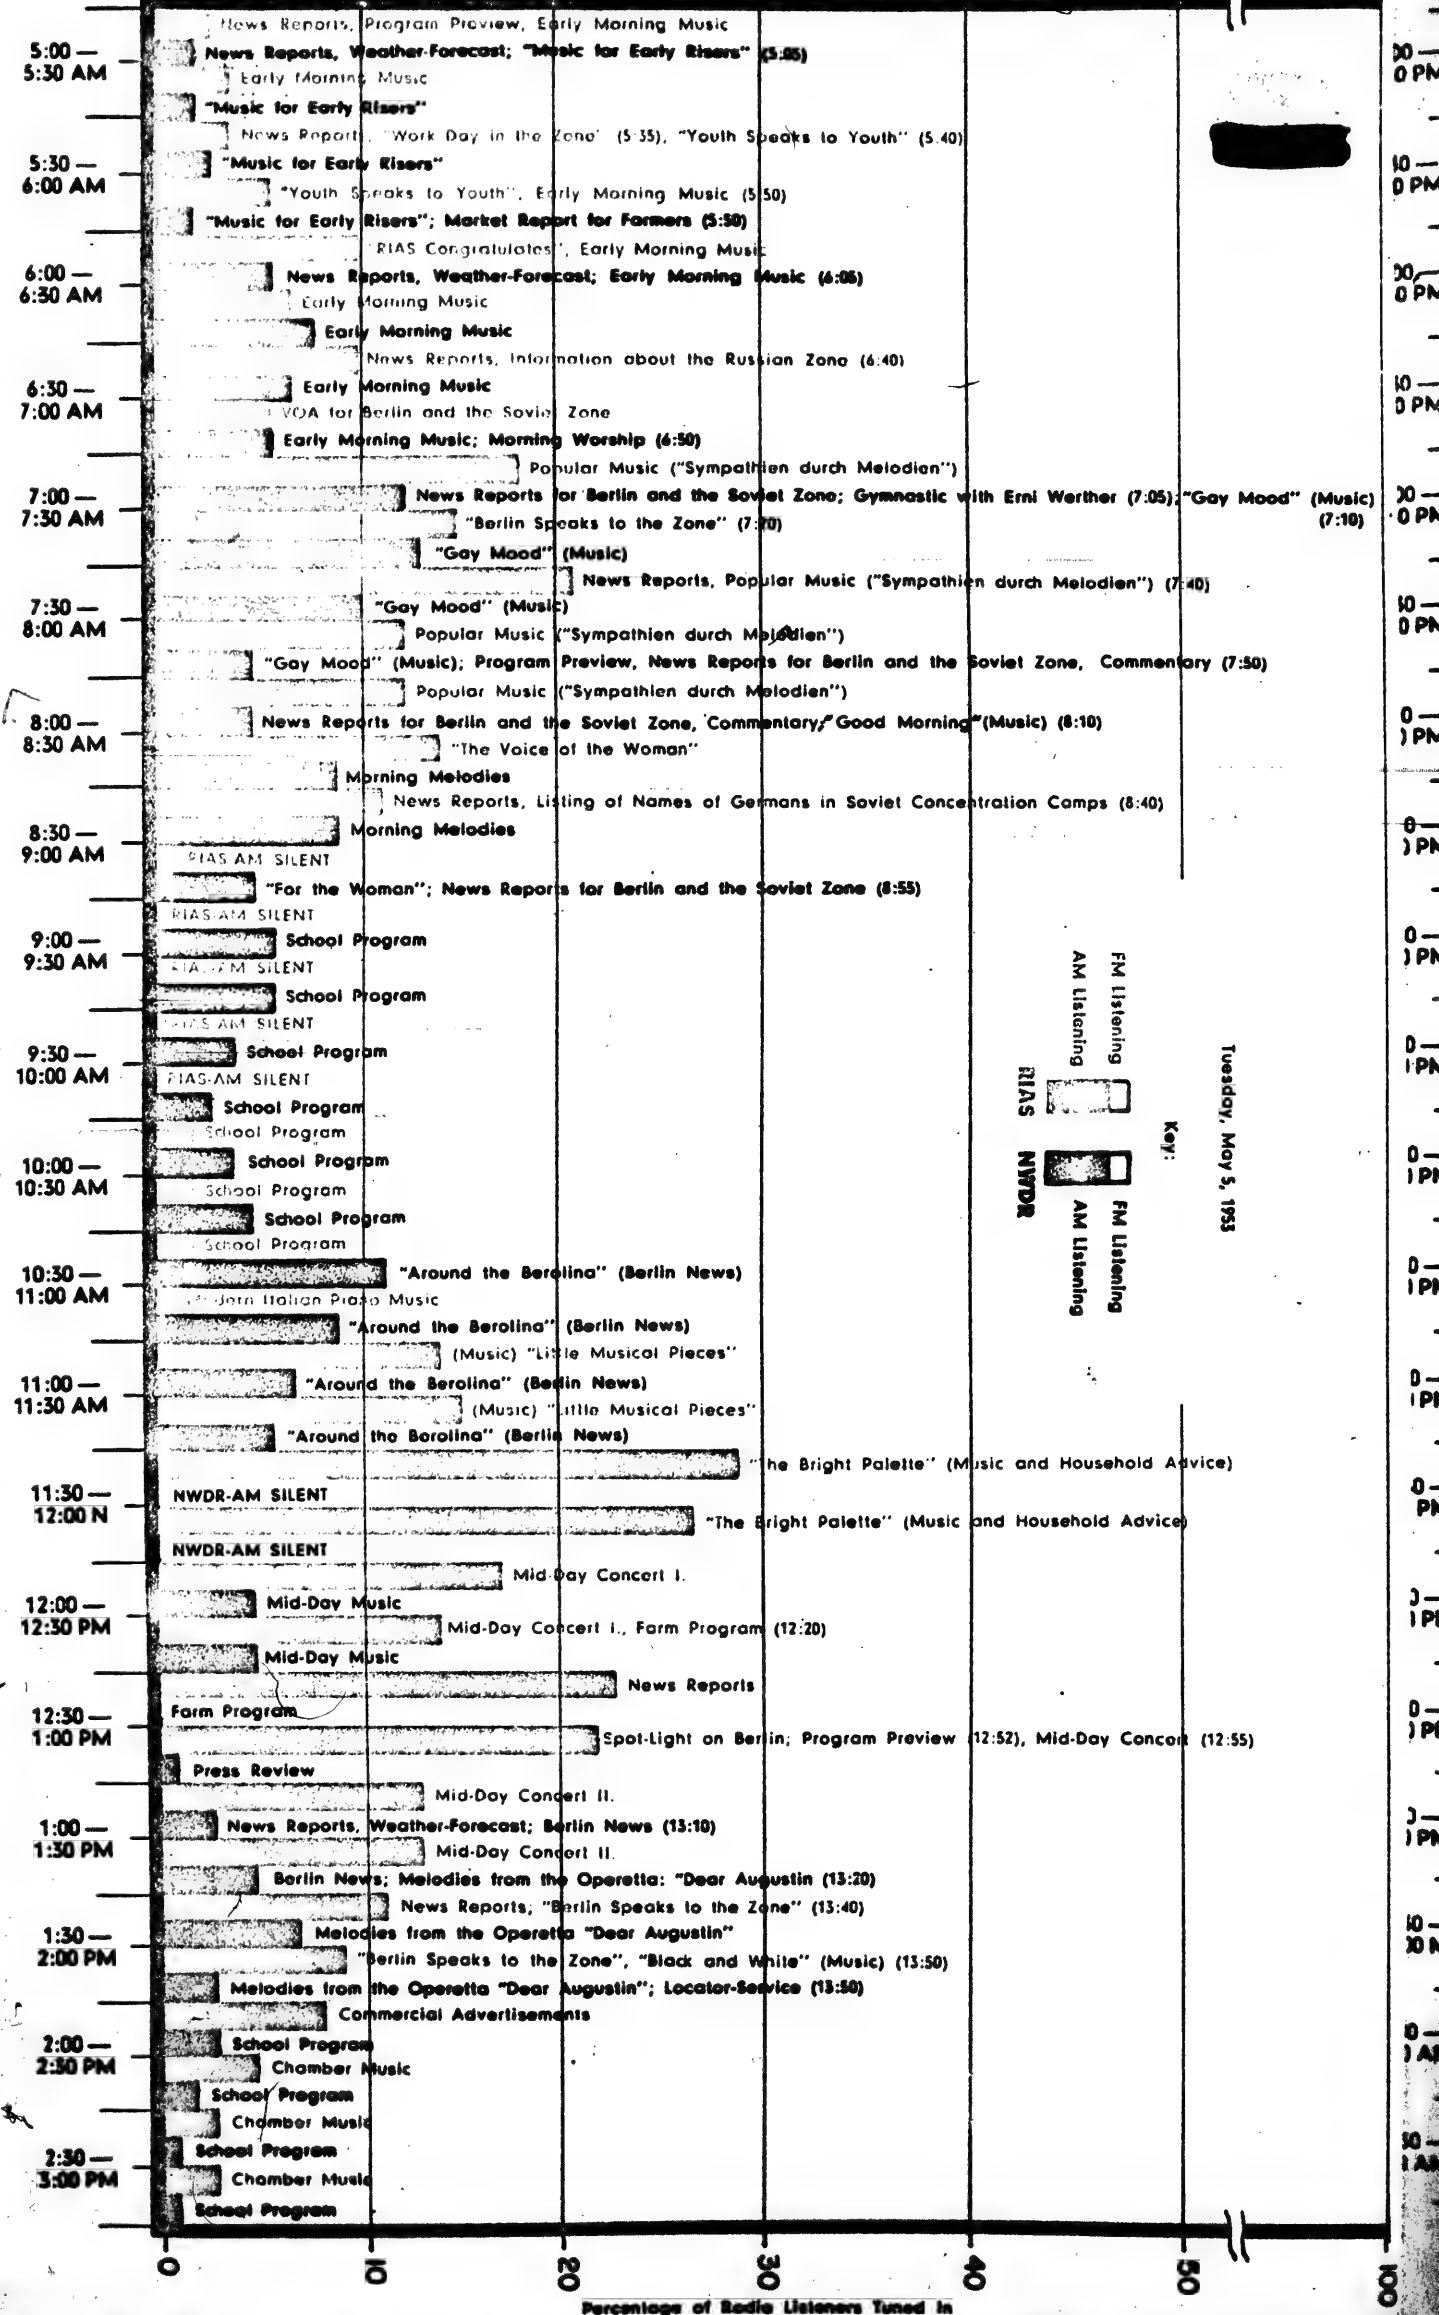 News Reports, Program Preview, Early Morning Music
5:00 —
5:30 AM
News Reports, Weather-Forecast; "Music for Early Risers" (5:05)
Early Morning Music
"Music for Early Risers"
News Reports, "Work Day in the Zone" (5:35), "Youth Speaks to Youth" (5.40)
5:30 —
6:00 AM
"Music for Early Risers"
"Youth Speaks to Youth", Early Morning Music (5:50)
"Music for Early Risers"; Market Report for Farmers (5:50)
"RIAS Congratulates", Early Morning Music
6:00 —
6:30 AM
News Reports, Weather-Forecast; Early Morning Music (6:05)
Early Morning Music
Early Morning Music
News Reports, Information about the Russian Zone (6:40)
6:30 —
7:00 AM
Early Morning Music
VOA for Berlin and the Soviet Zone
Early Morning Music; Morning Worship (6:50)
Popular Music ("Sympathien durch Melodien")
7:00 —
7:30 AM
News Reports for Berlin and the Soviet Zone; Gymnastic with Erni Werther (7:05); "Gay Mood" (Music)
(7:10)
"Berlin Speaks to the Zone" (7:20)
"Gay Mood" (Music)
News Reports, Popular Music ("Sympathien durch Melodien") (7:40)
7:30 —
8:00 AM
"Gay Mood" (Music)
Popular Music ("Sympathien durch Melodien")
"Gay Mood" (Music); Program Preview, News Reports for Berlin and the Soviet Zone, Commentary (7:50)
Popular Music ("Sympathien durch Melodien")
8:00 —
8:30 AM
News Reports for Berlin and the Soviet Zone, Commentary; "Good Morning" (Music) (8:10)
"The Voice of the Woman"
Morning Melodies
News Reports, Listing of Names of Germans in Soviet Concentration Camps (8:40)
8:30 —
9:00 AM
Morning Melodies
RIAS-AM SILENT
"For the Woman"; News Reports for Berlin and the Soviet Zone (8:55)
RIAS-AM SILENT
9:00 —
9:30 AM
School Program
RIAS-AM SILENT
School Program
RIAS-AM SILENT
9:30 —
10:00 AM
School Program
RIAS-AM SILENT
School Program
School Program
10:00 —
10:30 AM
School Program
School Program
School Program
School Program
10:30 —
11:00 AM
"Around the Berolina" (Berlin News)
Modern Italian Piano Music
"Around the Berolina" (Berlin News)
(Music) "Little Musical Pieces"
11:00 —
11:30 AM
"Around the Berolina" (Berlin News)
(Music) "Little Musical Pieces"
"Around the Berolina" (Berlin News)
"The Bright Palette" (Music and Household Advice)
11:30 —
12:00 N
NWDR-AM SILENT
"The Bright Palette" (Music and Household Advice)
NWDR-AM SILENT
Mid-Day Concert I.
12:00 —
12:30 PM
Mid-Day Music
Mid-Day Concert I., Farm Program (12:20)
Mid-Day Music
News Reports
12:30 —
1:00 PM
Farm Program
Spot-Light on Berlin; Program Preview (12:52), Mid-Day Concert (12:55)
Press Review
Mid-Day Concert II.
1:00 —
1:30 PM
News Reports, Weather-Forecast; Berlin News (13:10)
Mid-Day Concert II.
Berlin News; Melodies from the Operetta: "Dear Augustin (13:20)
News Reports; "Berlin Speaks to the Zone" (13:40)
1:30 —
2:00 PM
Melodies from the Operetta "Dear Augustin"
"Berlin Speaks to the Zone", "Black and White" (Music) (13:50)
Melodies from the Operetta "Dear Augustin"; Locator-Service (13:50)
Commercial Advertisements
2:00 —
2:30 PM
School Program
Chamber Music
School Program
Chamber Music
2:30 —
3:00 PM
School Program
Chamber Music
School Program
0 10 20 30 40 50 100
Percentage of Radio Listeners Tuned In
Tuesday, May 5, 1953
Key:
FM Listening
AM Listening
RIAS
NWDR
FM Listening
AM Listening